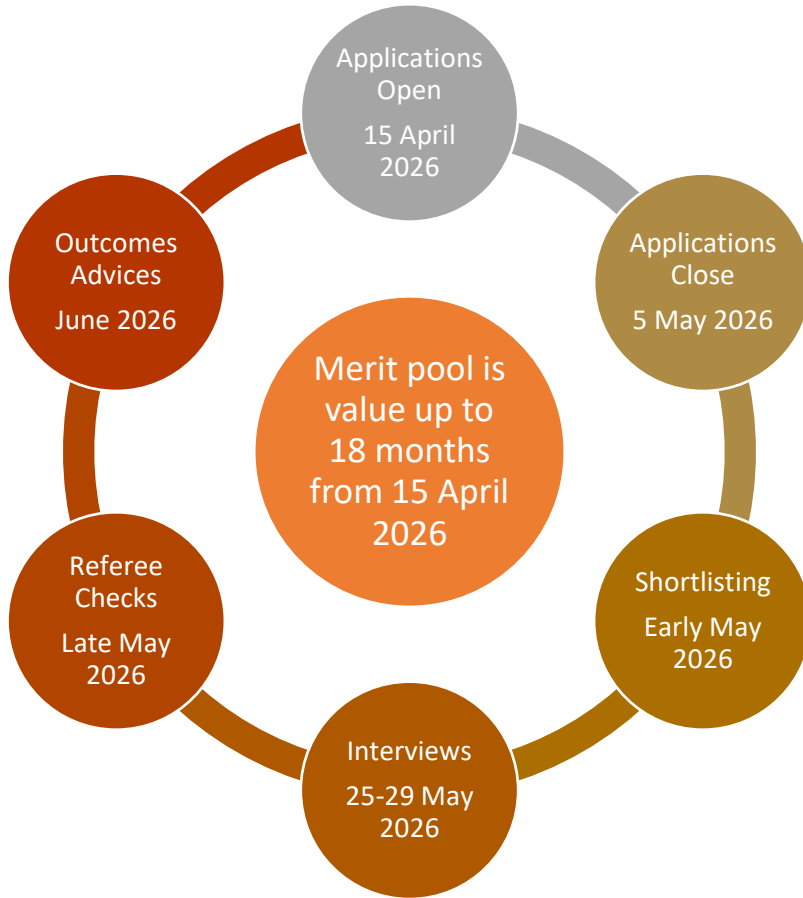 Applications
Open
15 April
2026
Applications
Close
5 May 2026
Shortlisting
Early May
2026
Interviews
25-29 May
2026
Referee
Checks
Late May
2026
Outcomes
Advices
June 2026
Merit pool is
value up to
18 months
from 15 April
2026